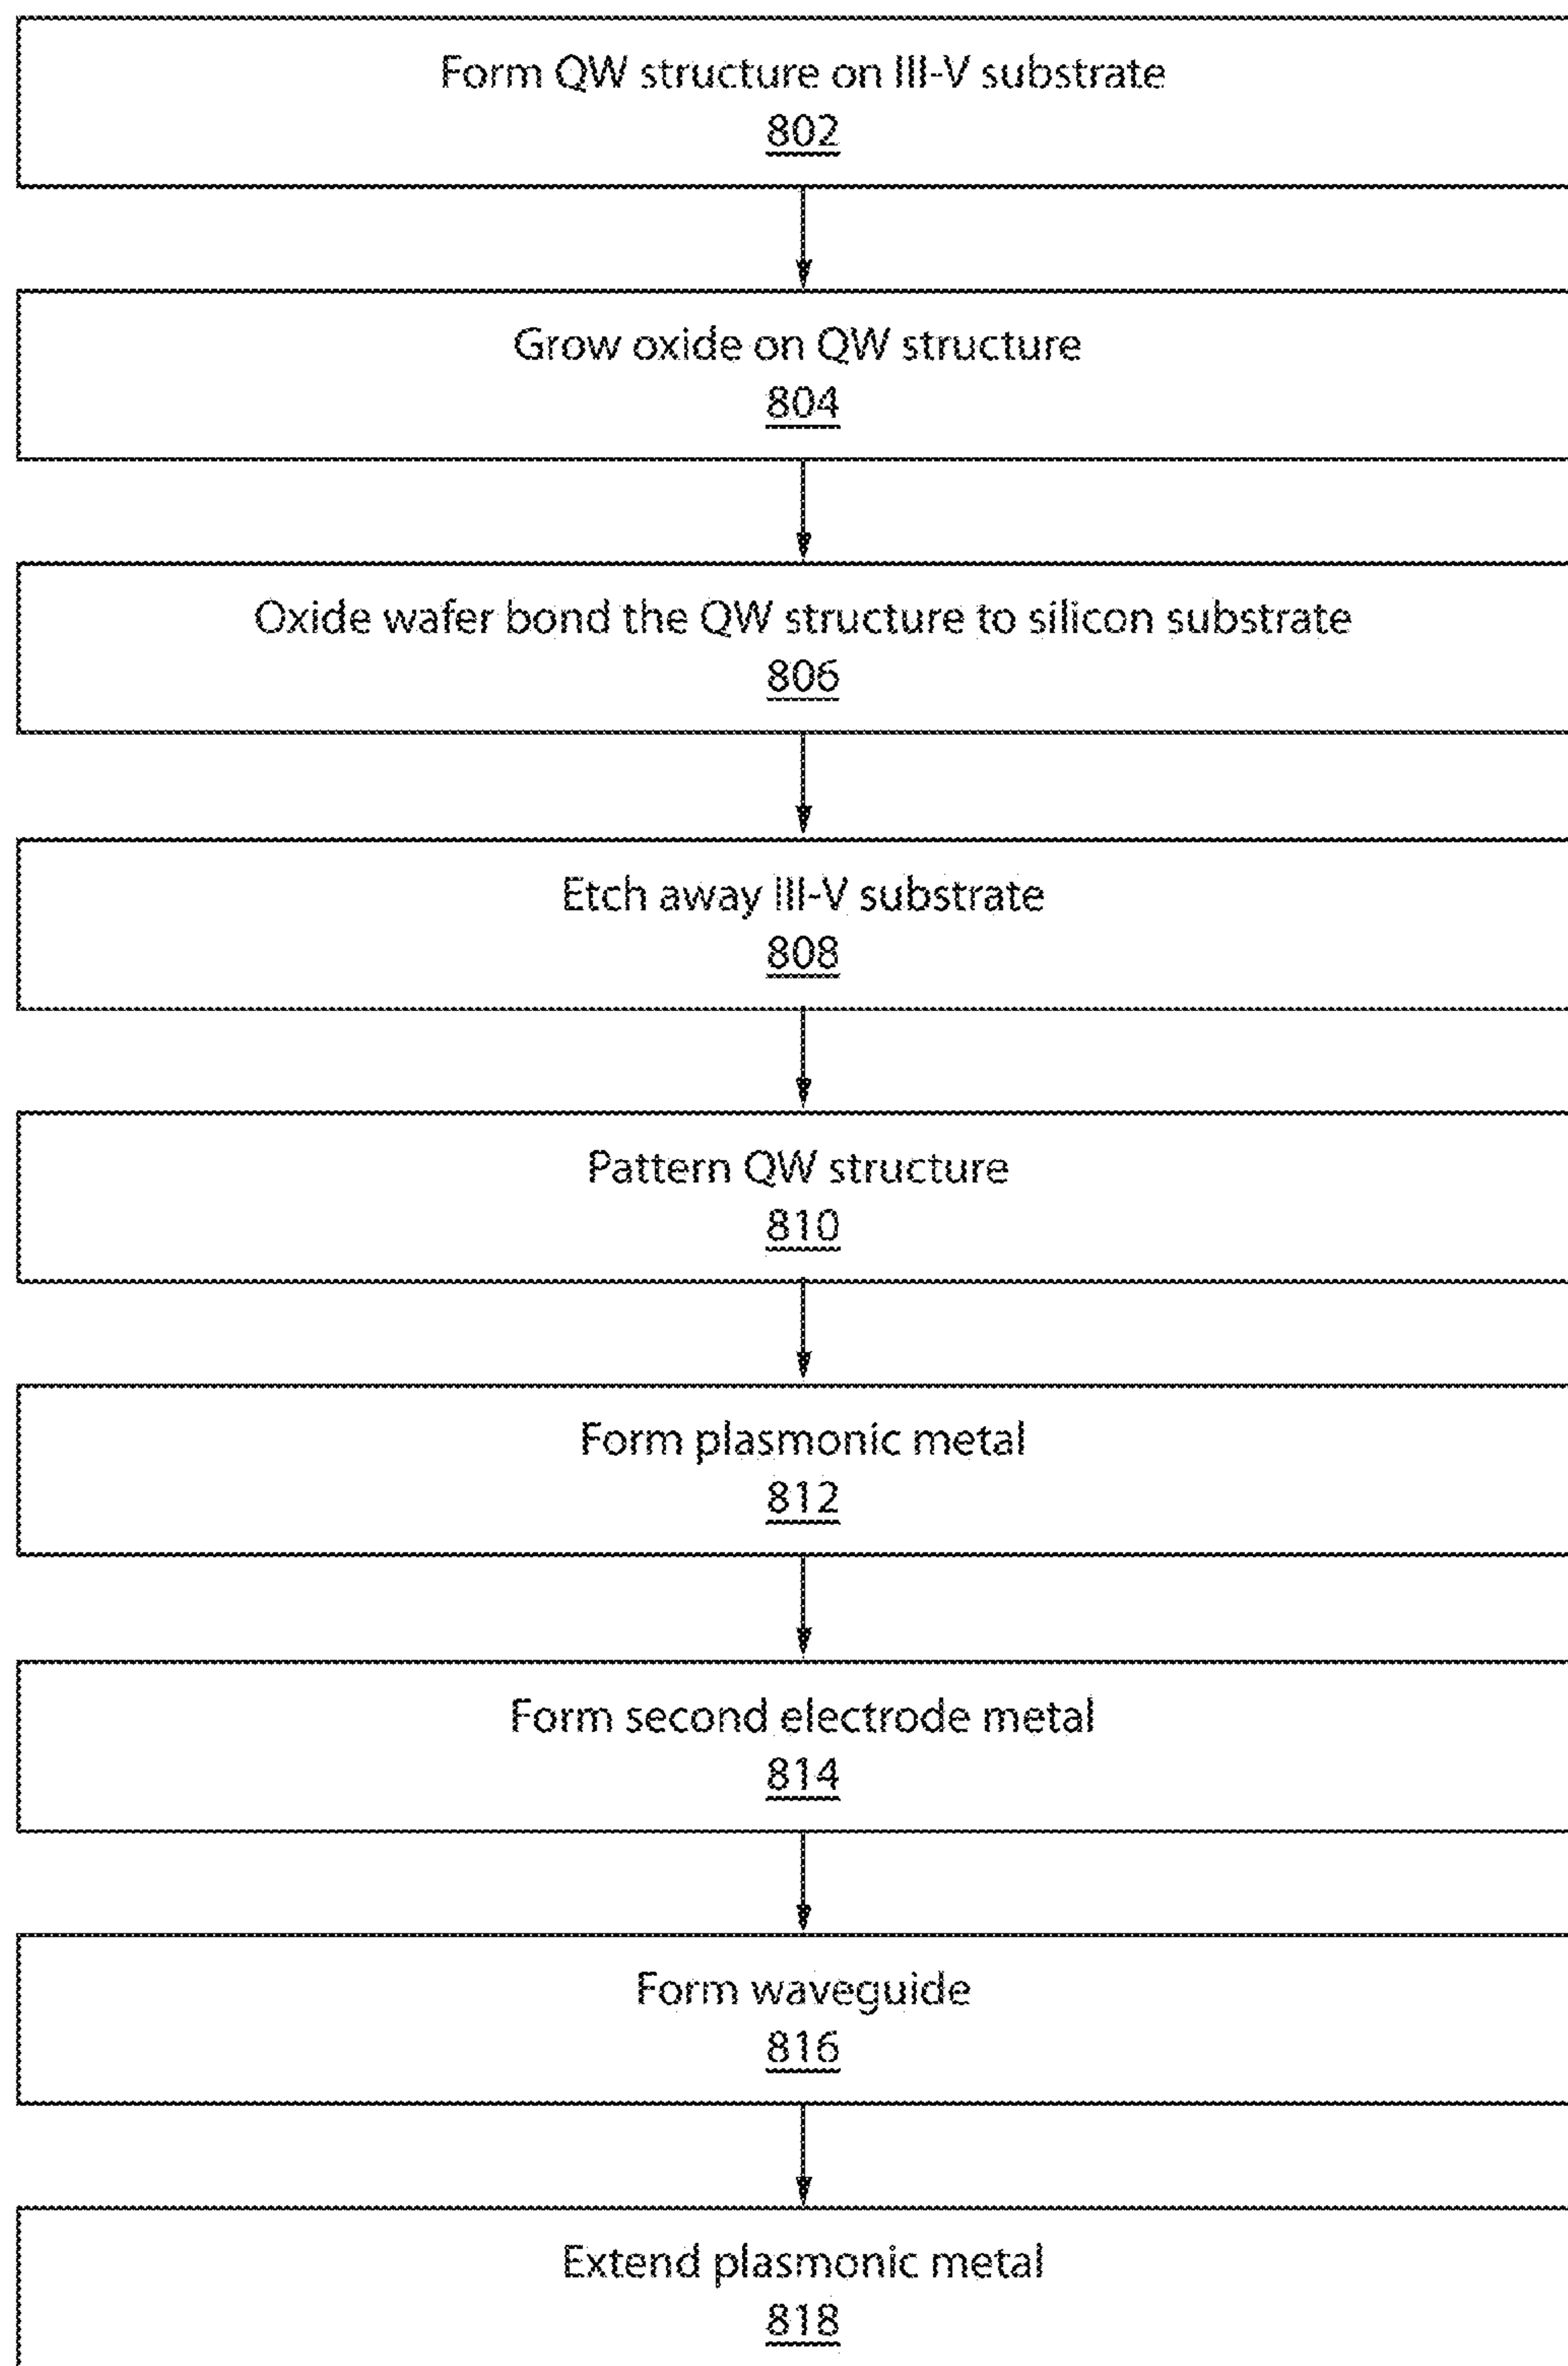 Form QW structure on III-V substrate
802
Grow oxide on QW structure
804
Oxide wafer bond the QW structure to silicon substrate
806
Etch away III-V substrate
808
Pattern QW structure
810
Form plasmonic metal
812
Form second electrode metal
814
Form waveguide
816
Extend plasmonic metal
818